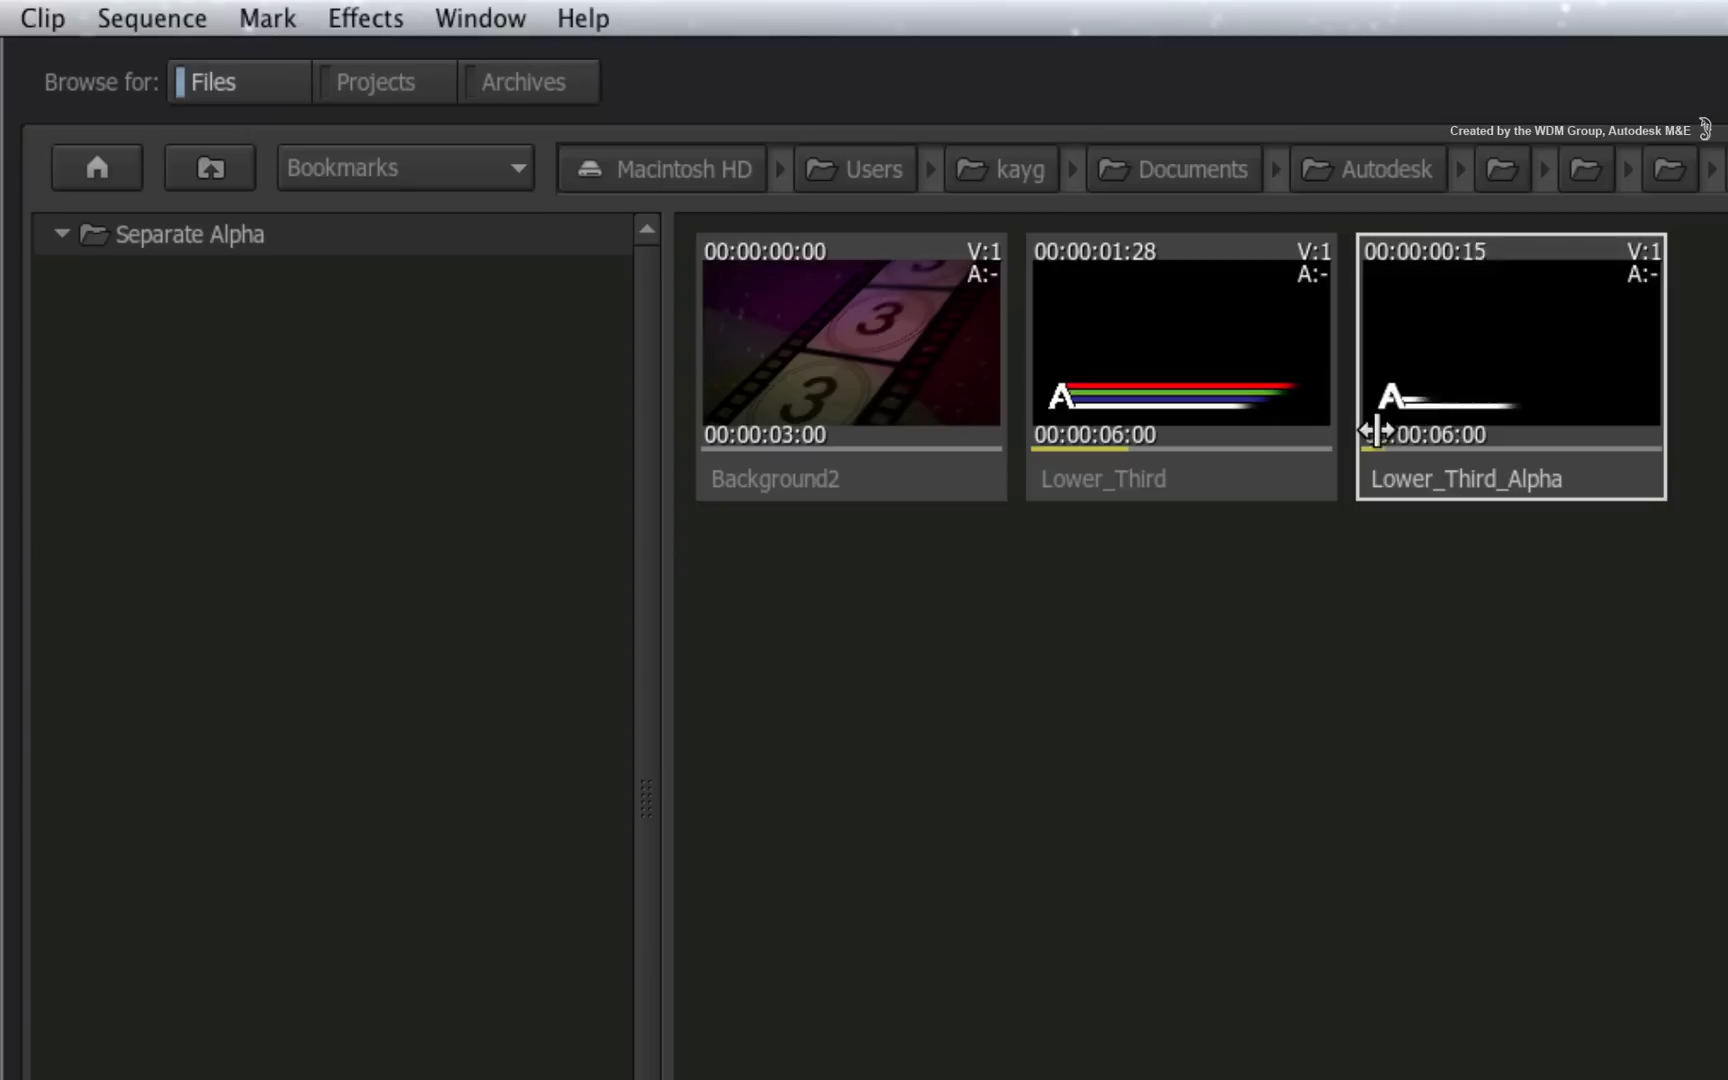 Clip Sequence Mark Effects Window Help
Browse for: Files Projects Archives
Created by the WDM Group, Autodesk M&E
Bookmarks Macintosh HD Users kayg Documents Autodesk
Separate Alpha
00:00:00:00 V:1
A:-
3
3
00:00:03:00
Background2
00:00:01:28 V:1
A:-
A
00:00:06:00
Lower_Third
00:00:00:15 V:1
A:-
A
:00:06:00
Lower_Third_Alpha